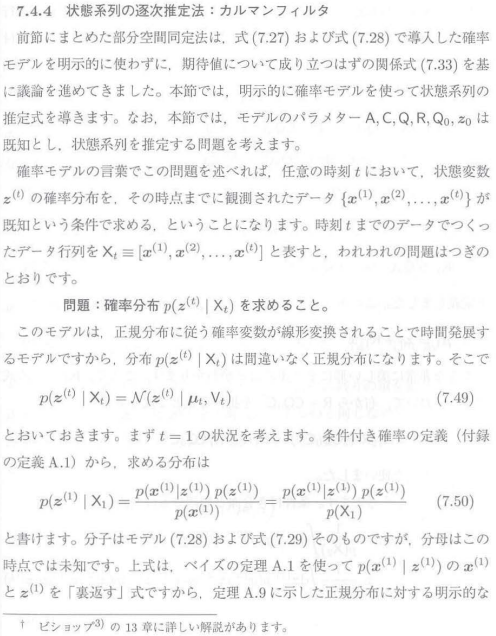 7.4.4 状態系列の逐次推定法：カルマンフィルタ
前節にまとめた部分空間同定法は，式 (7.27) および式 (7.28) で導入した確率
モデルを明示的に使わずに，期待値について成り立つはずの関係式 (7.33) を基
に議論を進めてきました。本節では，明示的に確率モデルを使って状態系列の
推定式を導きます。なお，本節では，モデルのパラメター A, C, Q, R, Q₀, z₀ は
既知とし，状態系列を推定する問題を考えます。
確率モデルの言葉でこの問題を述べれば，任意の時刻 t において，状態変数
z⁽ᵗ⁾ の確率分布を，その時点までに観測されたデータ {x⁽¹⁾, x⁽²⁾, ..., x⁽ᵗ⁾} が
既知という条件で求める，ということになります。時刻 t までのデータでつくっ
たデータ行列を Xₜ ≡ [x⁽¹⁾, x⁽²⁾, ..., x⁽ᵗ⁾] と表すと，われわれの問題はつぎの
とおりです。
問題：確率分布 p(z⁽ᵗ⁾ | Xₜ) を求めること。
このモデルは，正規分布に従う確率変数が線形変換されることで時間発展す
るモデルですから，分布 p(z⁽ᵗ⁾ | Xₜ) は間違いなく正規分布になります。そこで
p(z⁽ᵗ⁾ | Xₜ) = N(z⁽ᵗ⁾ | μₜ, Vₜ) (7.49)
とおいておきます。まず t = 1 の状況を考えます。条件付き確率の定義（付録
の定義 A.1）から，求める分布は
p(z⁽¹⁾ | X₁) = p(x⁽¹⁾|z⁽¹⁾) p(z⁽¹⁾) / p(x⁽¹⁾) = p(x⁽¹⁾|z⁽¹⁾) p(z⁽¹⁾) / p(X₁) (7.50)
と書けます。分子はモデル (7.28) および式 (7.29) そのものですが，分母はこの
時点では未知です。上式は，ベイズの定理 A.1 を使って p(x⁽¹⁾ | z⁽¹⁾) の x⁽¹⁾
と z⁽¹⁾ を「裏返す」式ですから，定理 A.9 に示した正規分布に対する明示的な
† ビショップ³⁾ の 13 章に詳しい解説があります。